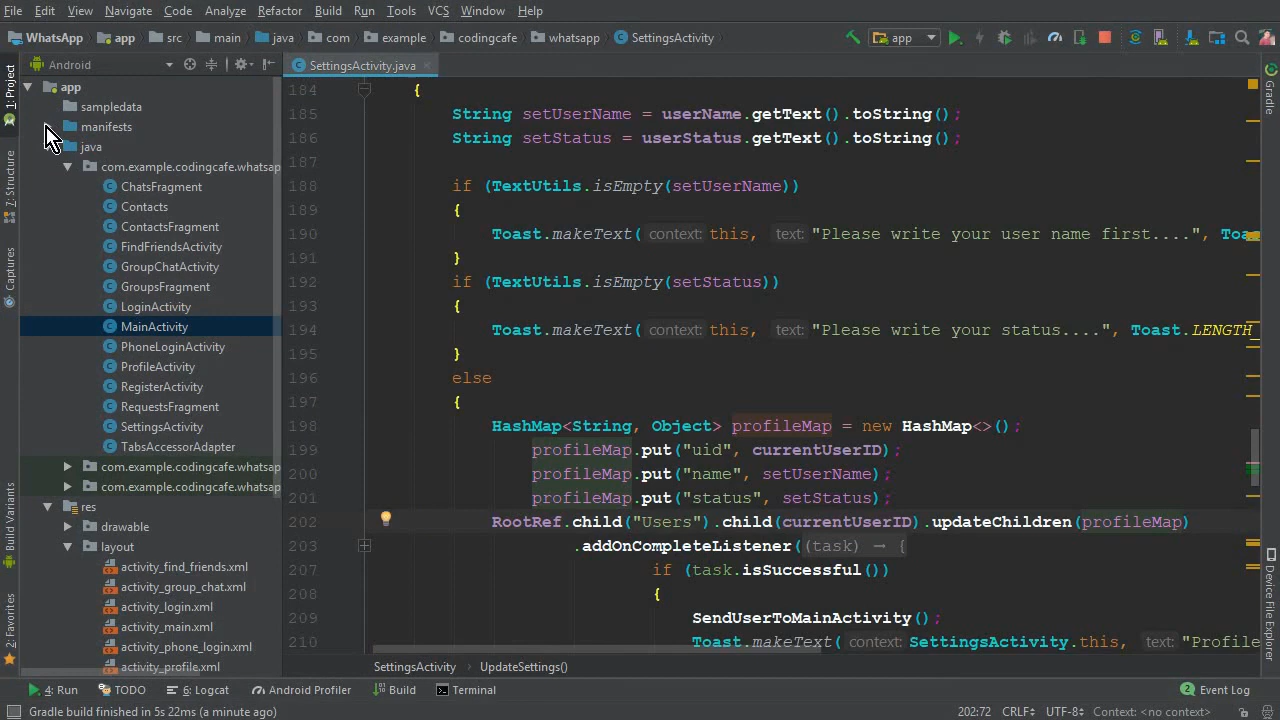 File Edit View Navigate Code Analyze Refactor Build Run Tools VCS Window Help
WhatsApp app src main java com example codingcafe whatsapp SettingsActivity app
Android
SettingsActivity.java
1: Project
7: Structure
Captures
Build Variants
2: Favorites
app
sampledata
manifests
java
com.example.codingcafe.whatsap
ChatsFragment
Contacts
ContactsFragment
FindFriendsActivity
GroupChatActivity
GroupsFragment
LoginActivity
MainActivity
PhoneLoginActivity
ProfileActivity
RegisterActivity
RequestsFragment
SettingsActivity
TabsAccessorAdapter
com.example.codingcafe.whatsap
com.example.codingcafe.whatsap
res
drawable
layout
activity_find_friends.xml
activity_group_chat.xml
activity_login.xml
activity_main.xml
activity_phone_login.xml
activity_profile.xml
184 {
185 String setUserName = userName.getText().toString();
186 String setStatus = userStatus.getText().toString();
187
188 if (TextUtils.isEmpty(setUserName))
189 {
190 Toast.makeText( context: this, text: "Please write your user name first....", Toa
191 }
192 if (TextUtils.isEmpty(setStatus))
193 {
194 Toast.makeText( context: this, text: "Please write your status....", Toast.LENGTH_
195 }
196 else
197 {
198 HashMap<String, Object> profileMap = new HashMap<>();
199 profileMap.put("uid", currentUserID);
200 profileMap.put("name", setUserName);
201 profileMap.put("status", setStatus);
202 RootRef.child("Users").child(currentUserID).updateChildren(profileMap)
203 .addOnCompleteListener((task) → {
207 if (task.isSuccessful())
208 {
209 SendUserToMainActivity();
210 Toast.makeText( context: SettingsActivity.this, text: "Profile
Gradle
Device File Explorer
SettingsActivity UpdateSettings()
4: Run TODO 6: Logcat Android Profiler Build Terminal 2 Event Log
Gradle build finished in 5s 22ms (a minute ago) 202:72 CRLF UTF-8 Context: <no context>